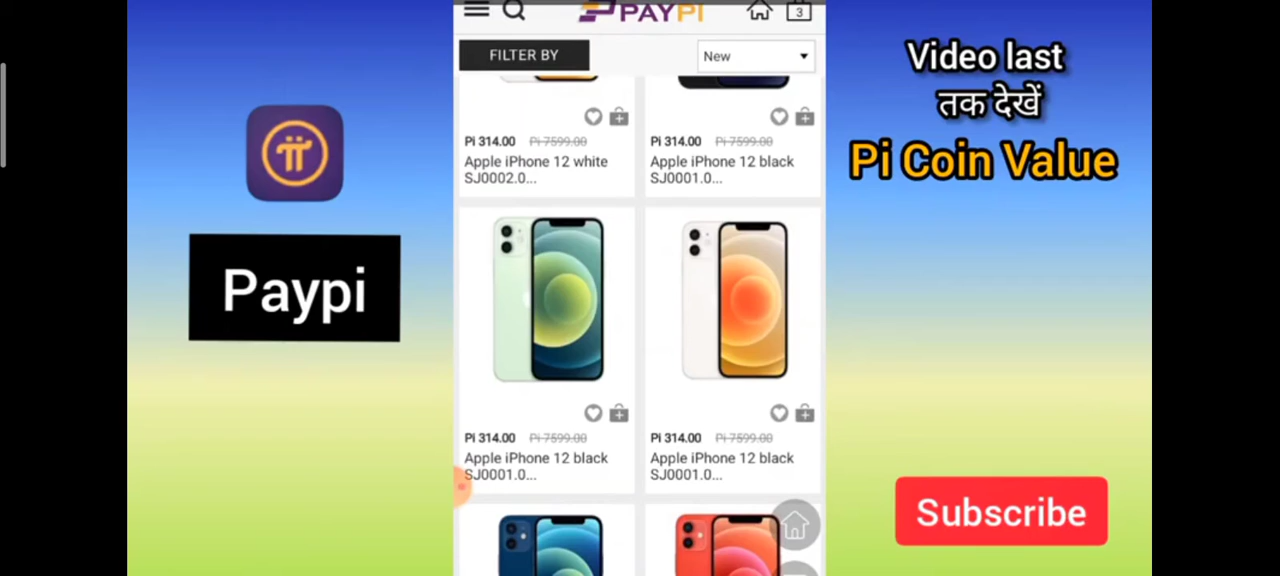 PAYPI
3
FILTER BY
New
Pi 314.00 Pi 7599.00
Apple iPhone 12 white
SJ0002.0...
Pi 314.00 Pi 7599.00
Apple iPhone 12 black
SJ0001.0...
Pi 314.00 Pi 7599.00
Apple iPhone 12 black
SJ0001.0...
Pi 314.00 Pi 7599.00
Apple iPhone 12 black
SJ0001.0...
Paypi
Video last
तक देखें
Pi Coin Value
Subscribe